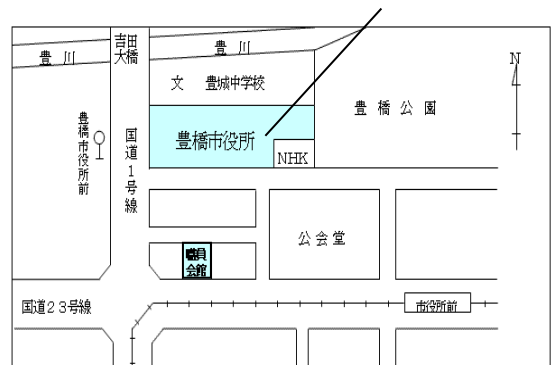 吉田
大橋
豊川
豊川
N
文 豊城中学校
豊橋公園
豊橋市役所前
国道1号線
豊橋市役所
NHK
公会堂
職員
会館
国道23号線
市役所前